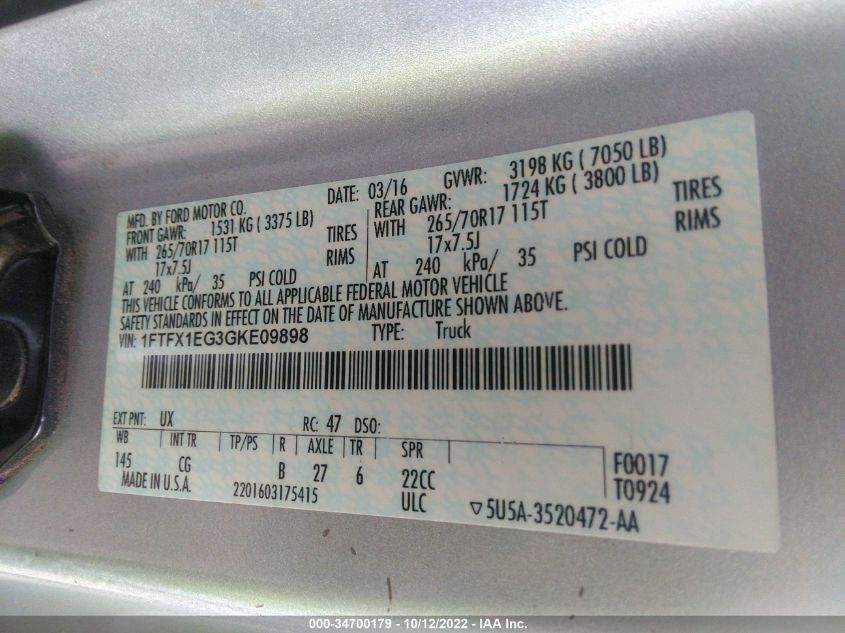 MFD. BY FORD MOTOR CO. DATE: 03/16 GVWR: 3198 KG ( 7050 LB)
FRONT GAWR: 1531 KG ( 3375 LB) REAR GAWR: 1724 KG ( 3800 LB)
WITH 265/70R17 115T TIRES WITH 265/70R17 115T TIRES
17x7.5J RIMS 17x7.5J RIMS
AT 240 kPa/ 35 PSI COLD AT 240 kPa/ 35 PSI COLD
THIS VEHICLE CONFORMS TO ALL APPLICABLE FEDERAL MOTOR VEHICLE
SAFETY STANDARDS IN EFFECT ON THE DATE OF MANUFACTURE SHOWN ABOVE.
VIN: 1FTFX1EG3GKE09898 TYPE: Truck
EXT PNT: UX RC: 47 DSO:
WB INT TR TP/PS R AXLE TR SPR
145 CG B 27 6 22CC F0017
MADE IN U.S.A. 2201603175415 ULC T0924
▽5U5A-3520472-AA
000-34700179 - 10/12/2022 - IAA Inc.